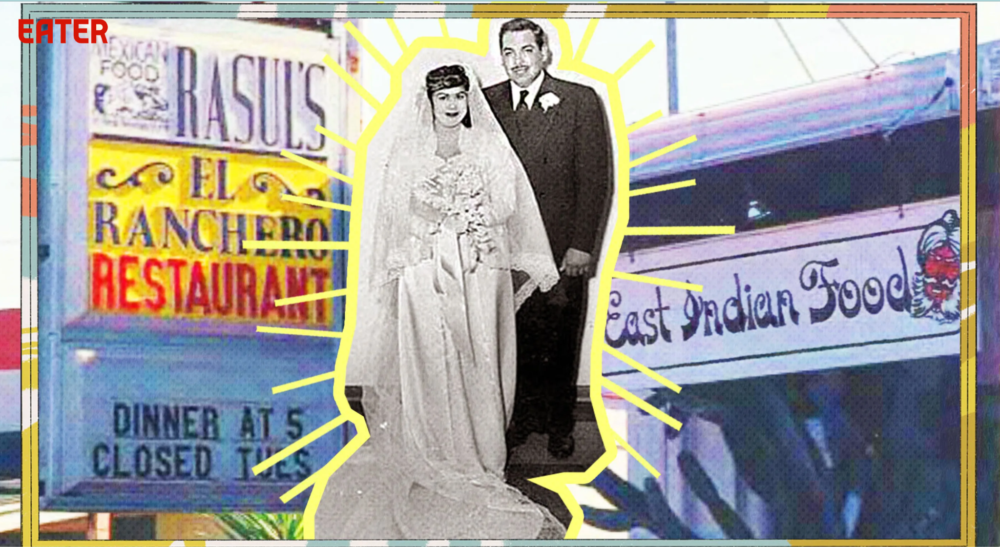 EATER
MEXICAN
FOOD
RASUL'S
EL
RANCHERO
RESTAURANT
DINNER AT 5
CLOSED TUES
East Indian Food